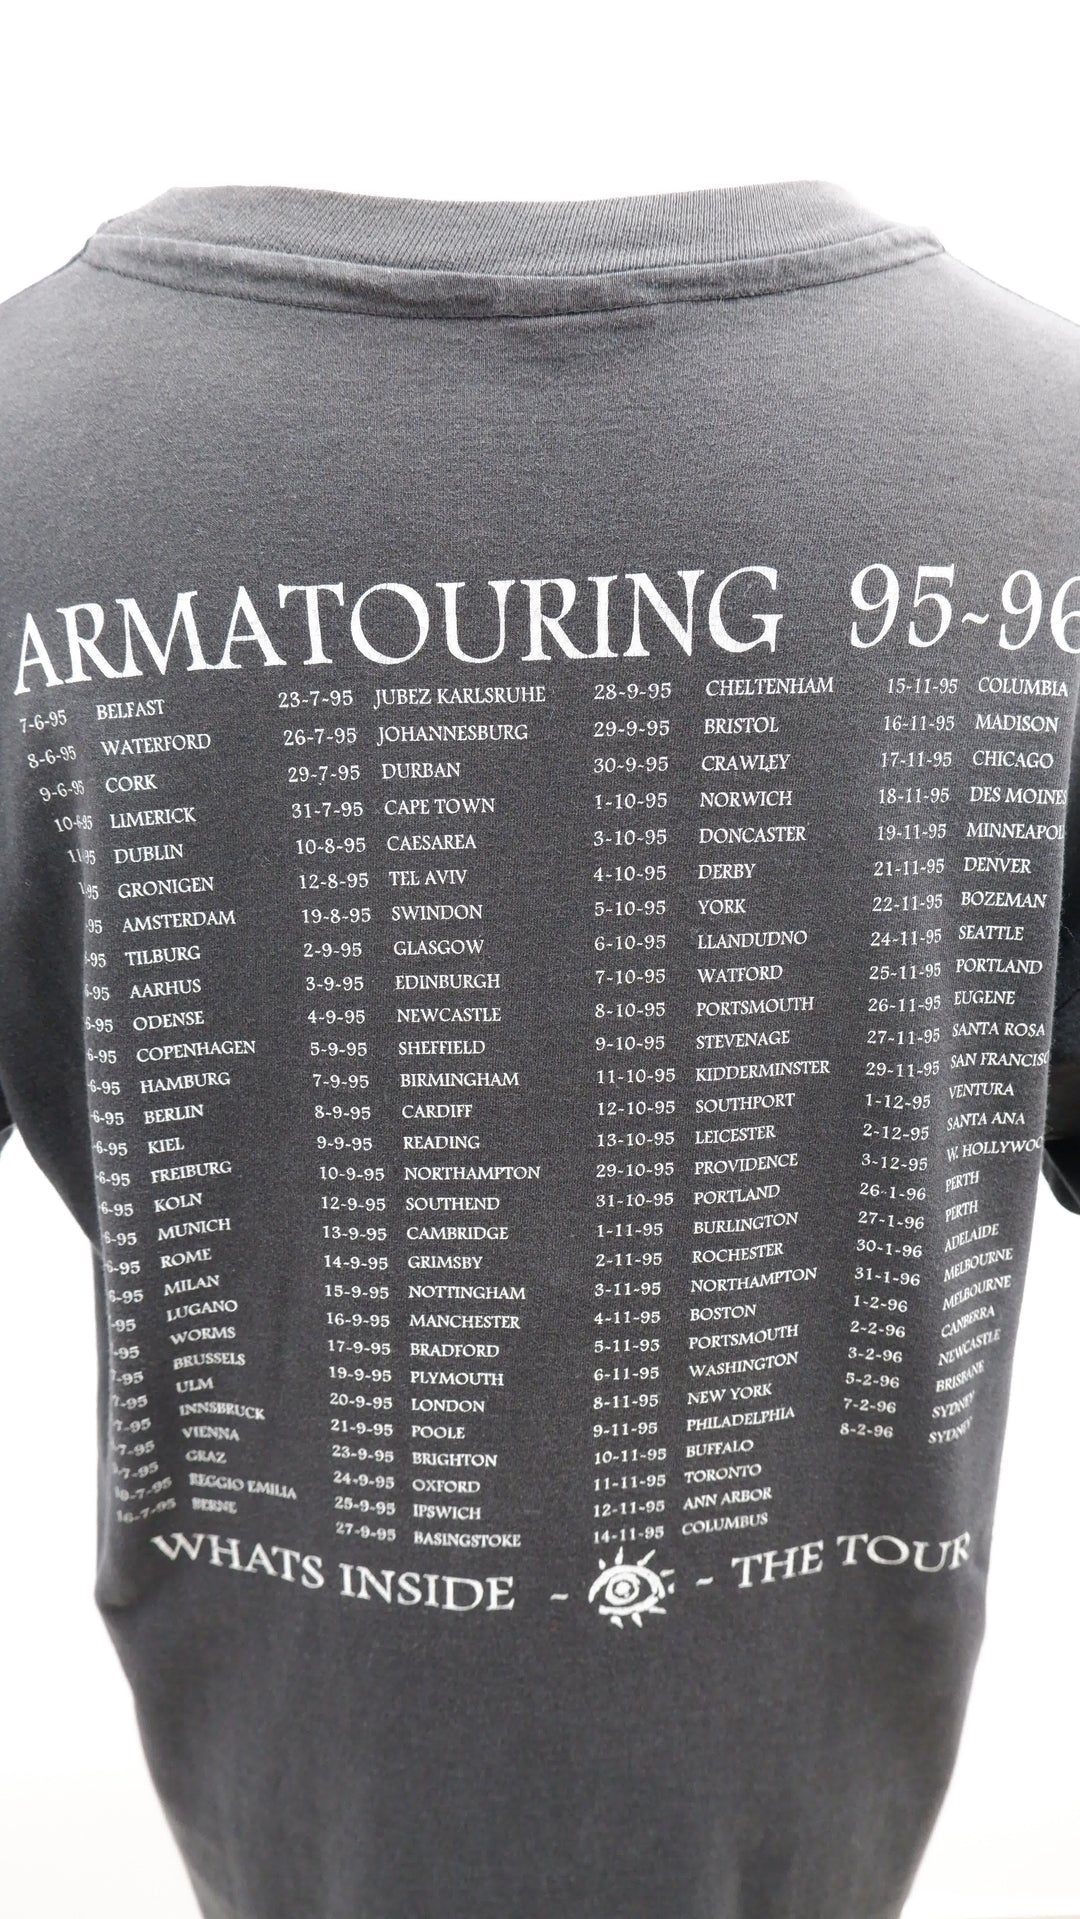 ARMATOURING 95~96
7-6-95 BELFAST
8-6-95 WATERFORD
9-6-95 CORK
10-6-95 LIMERICK
DUBLIN
GRONIGEN
AMSTERDAM
TILBURG
AARHUS
ODENSE
COPENHAGEN
HAMBURG
BERLIN
KIEL
FREIBURG
KOLN
MUNICH
ROME
MILAN
LUGANO
WORMS
BRUSSELS
ULM
INNSBRUCK
VIENNA
GRAZ
REGGIO EMILIA
16-7-95 BERNE
23-7-95 JUBEZ KARLSRUHE
26-7-95 JOHANNESBURG
29-7-95 DURBAN
31-7-95 CAPE TOWN
10-8-95 CAESAREA
12-8-95 TEL AVIV
19-8-95 SWINDON
2-9-95 GLASGOW
3-9-95 EDINBURGH
4-9-95 NEWCASTLE
5-9-95 SHEFFIELD
7-9-95 BIRMINGHAM
8-9-95 CARDIFF
9-9-95 READING
10-9-95 NORTHAMPTON
12-9-95 SOUTHEND
13-9-95 CAMBRIDGE
14-9-95 GRIMSBY
15-9-95 NOTTINGHAM
16-9-95 MANCHESTER
17-9-95 BRADFORD
19-9-95 PLYMOUTH
20-9-95 LONDON
21-9-95 POOLE
23-9-95 BRIGHTON
24-9-95 OXFORD
25-9-95 IPSWICH
27-9-95 BASINGSTOKE
28-9-95 CHELTENHAM
29-9-95 BRISTOL
30-9-95 CRAWLEY
1-10-95 NORWICH
3-10-95 DONCASTER
4-10-95 DERBY
5-10-95 YORK
6-10-95 LLANDUDNO
7-10-95 WATFORD
8-10-95 PORTSMOUTH
9-10-95 STEVENAGE
11-10-95 KIDDERMINSTER
12-10-95 SOUTHPORT
13-10-95 LEICESTER
29-10-95 PROVIDENCE
31-10-95 PORTLAND
1-11-95 BURLINGTON
2-11-95 ROCHESTER
3-11-95 NORTHAMPTON
4-11-95 BOSTON
5-11-95 PORTSMOUTH
6-11-95 WASHINGTON
8-11-95 NEW YORK
9-11-95 PHILADELPHIA
10-11-95 BUFFALO
11-11-95 TORONTO
12-11-95 ANN ARBOR
14-11-95 COLUMBUS
15-11-95 COLUMBIA
16-11-95 MADISON
17-11-95 CHICAGO
18-11-95 DES MOINES
19-11-95 MINNEAPOL
21-11-95 DENVER
22-11-95 BOZEMAN
24-11-95 SEATTLE
25-11-95 PORTLAND
26-11-95 EUGENE
27-11-95 SANTA ROSA
29-11-95 SAN FRANCISC
1-12-95 VENTURA
2-12-95 SANTA ANA
3-12-95 W. HOLLYWOO
26-1-96 PERTH
27-1-96 PERTH
30-1-96 ADELAIDE
31-1-96 MELBOURNE
1-2-96 MELBOURNE
2-2-96 CANBERRA
3-2-96 NEWCASTLE
5-2-96 BRISBANE
7-2-96 SYDNEY
8-2-96 SYDNEY
WHATS INSIDE ~ ~ THE TOUR